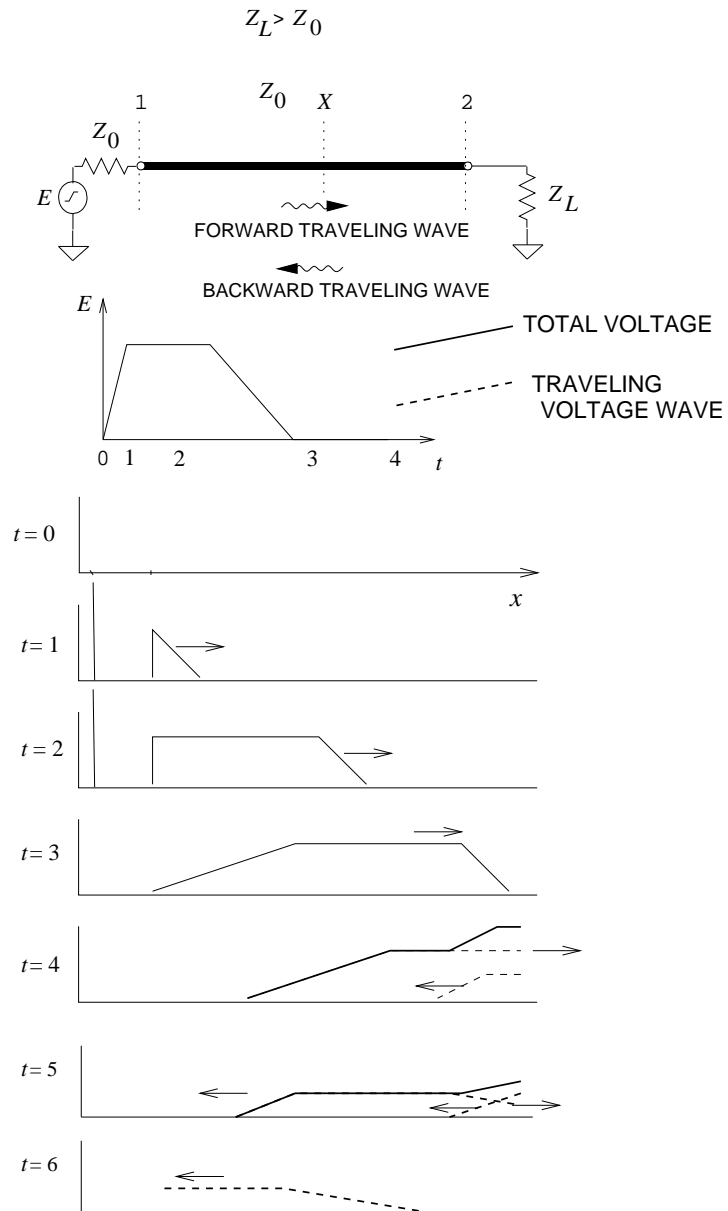 Z_L > Z_0
1 Z_0 X 2
Z_0
E
Z_L
FORWARD TRAVELING WAVE
BACKWARD TRAVELING WAVE
E
TOTAL VOLTAGE
TRAVELING
VOLTAGE WAVE
0 1 2 3 4 t
t = 0
x
t = 1
t = 2
t = 3
t = 4
t = 5
t = 6